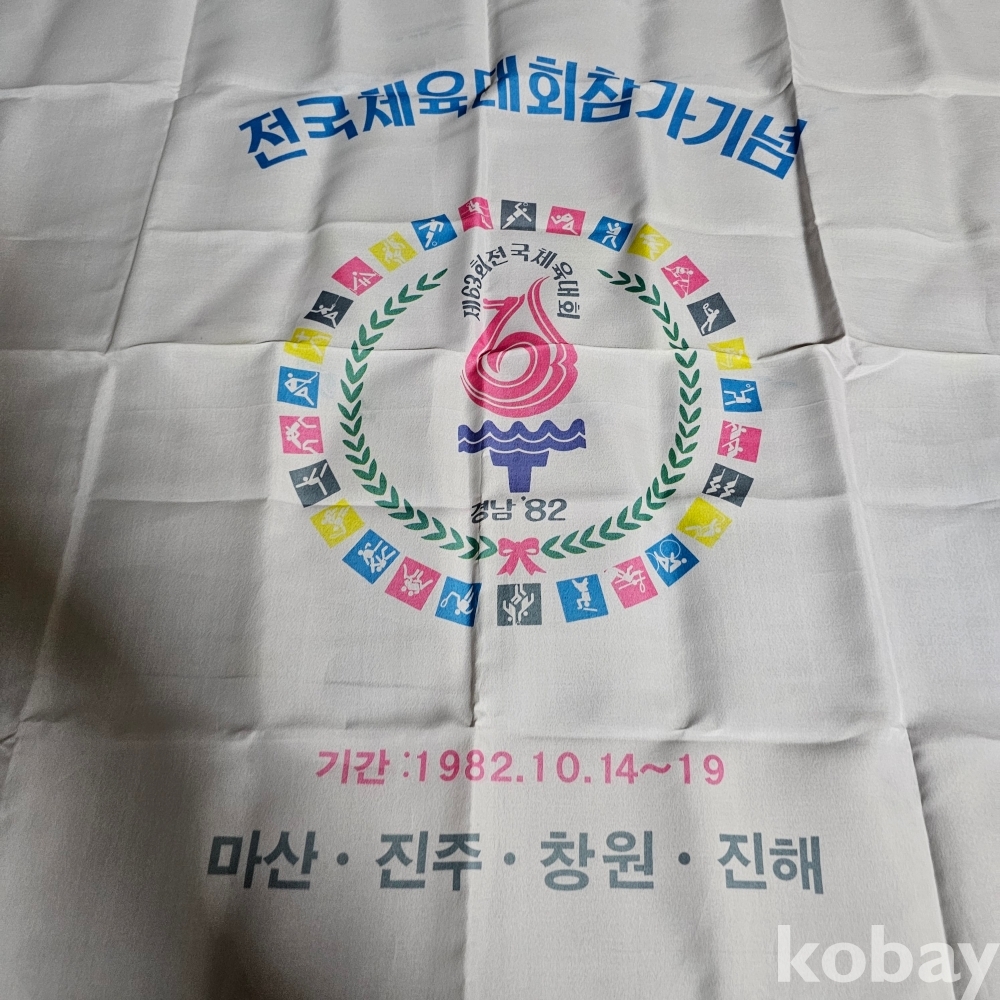 전국체육대회참가기념
제63회전국체육대회
경남 '82
기간 :1982.10.14~19
마산 · 진주 · 창원 · 진해
kobay